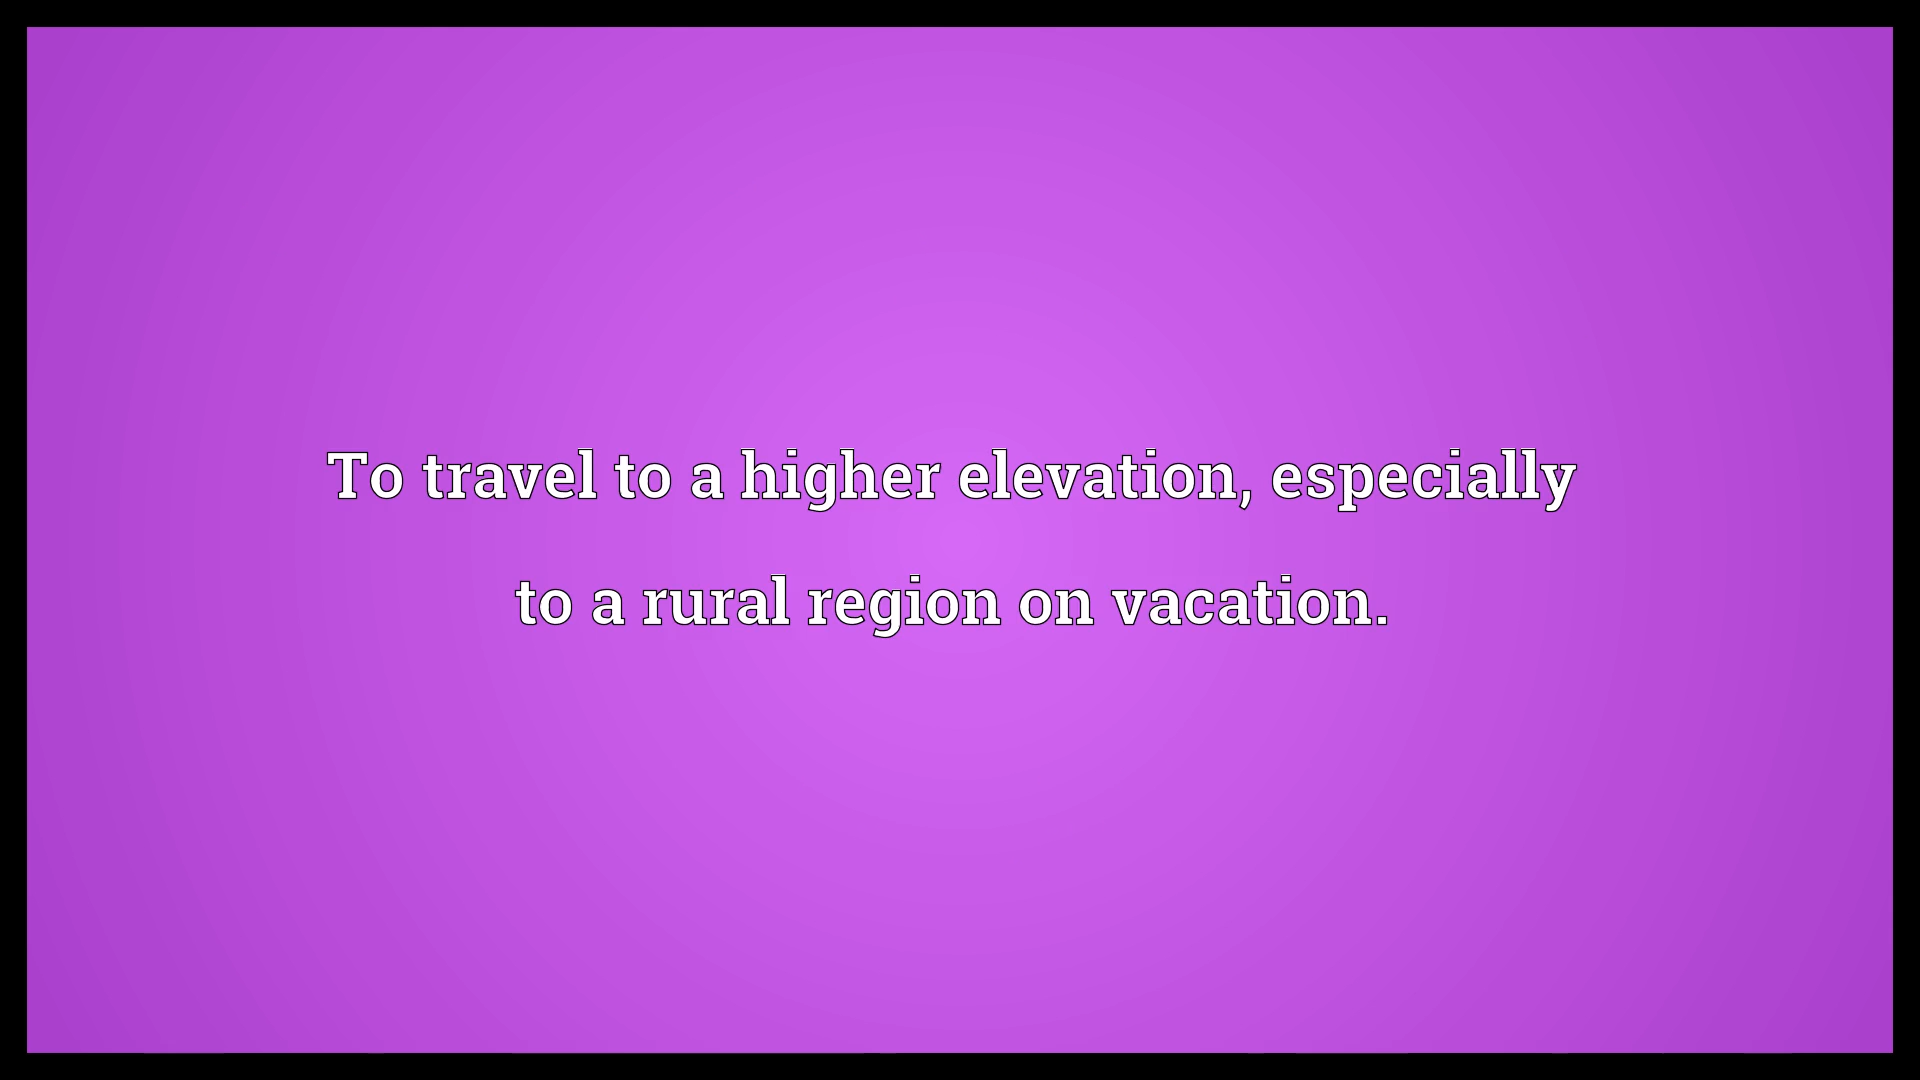 To travel to a higher elevation, especially
to a rural region on vacation.